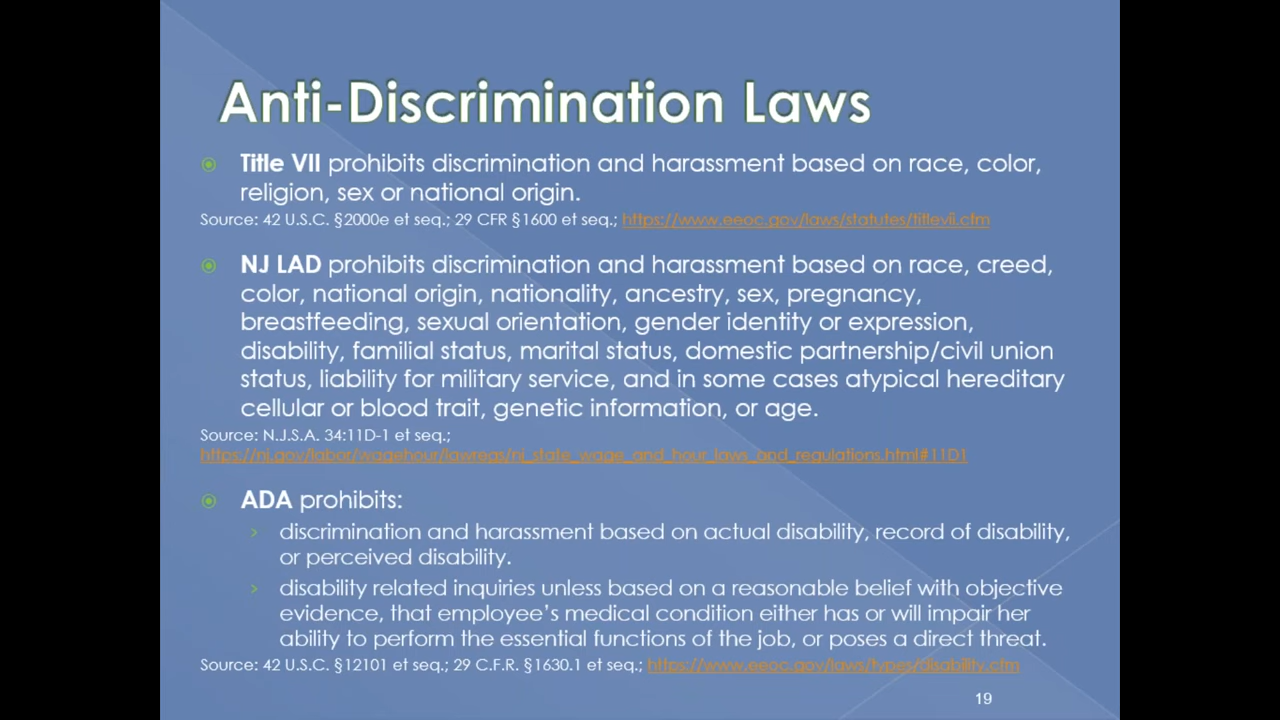 Anti-Discrimination Laws
Title VII prohibits discrimination and harassment based on race, color,
religion, sex or national origin.
Source: 42 U.S.C. §2000e et seq.; 29 CFR §1600 et seq.; https://www.eeoc.gov/laws/statutes/titlevii.cfm
NJ LAD prohibits discrimination and harassment based on race, creed,
color, national origin, nationality, ancestry, sex, pregnancy,
breastfeeding, sexual orientation, gender identity or expression,
disability, familial status, marital status, domestic partnership/civil union
status, liability for military service, and in some cases atypical hereditary
cellular or blood trait, genetic information, or age.
Source: N.J.S.A. 34:11D-1 et seq.;
https://nj.gov/labor/wagehour/lawregs/nj_state_wage_and_hour_laws_and_regulations.html#11D1
ADA prohibits:
discrimination and harassment based on actual disability, record of disability,
or perceived disability.
disability related inquiries unless based on a reasonable belief with objective
evidence, that employee's medical condition either has or will impair her
ability to perform the essential functions of the job, or poses a direct threat.
Source: 42 U.S.C. §12101 et seq.; 29 C.F.R. §1630.1 et seq.; https://www.eeoc.gov/laws/types/disability.cfm
19